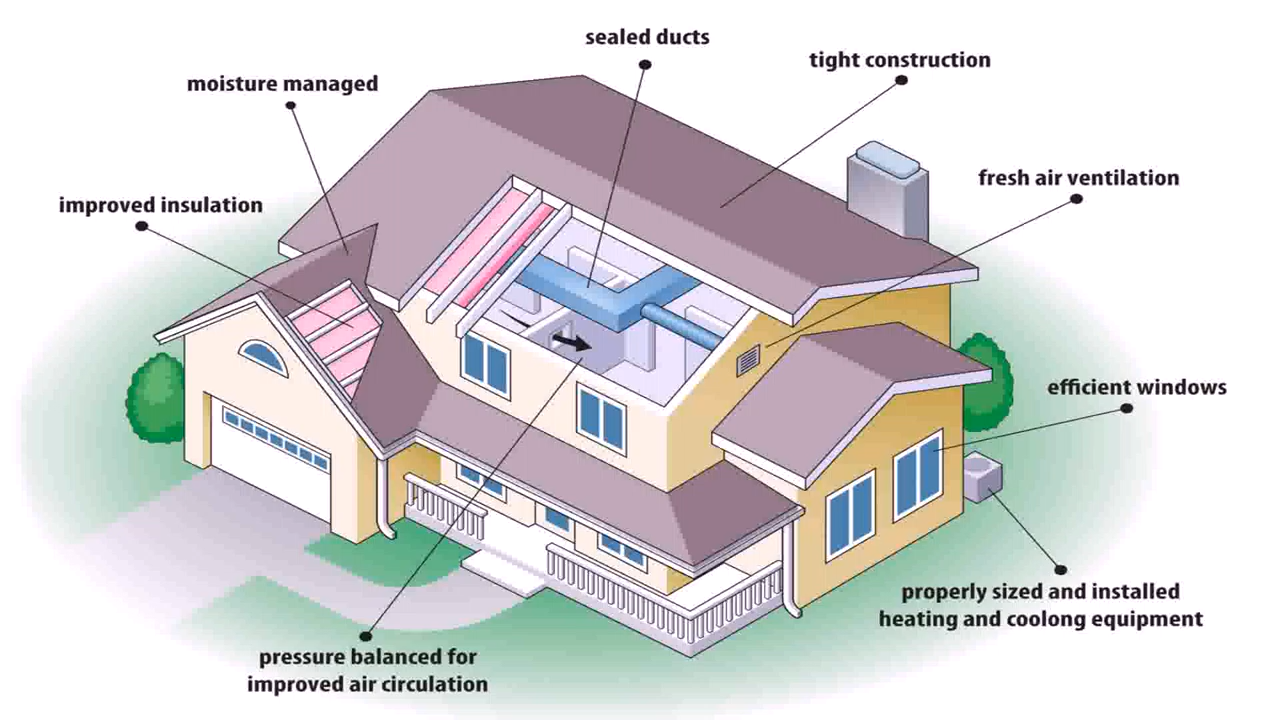 sealed ducts
tight construction
moisture managed
fresh air ventilation
improved insulation
efficient windows
properly sized and installed
heating and coolong equipment
pressure balanced for
improved air circulation